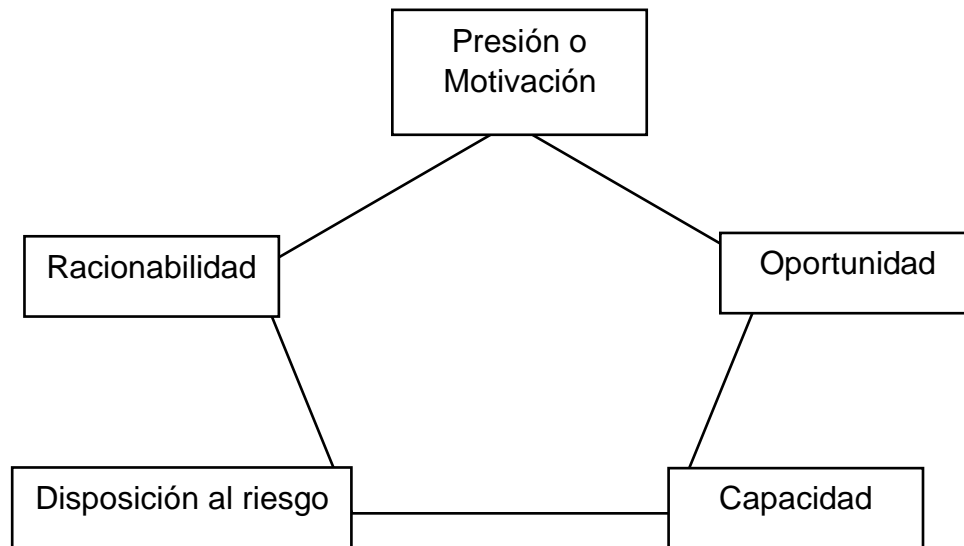 Presión o
Motivación
Racionabilidad
Oportunidad
Disposición al riesgo
Capacidad